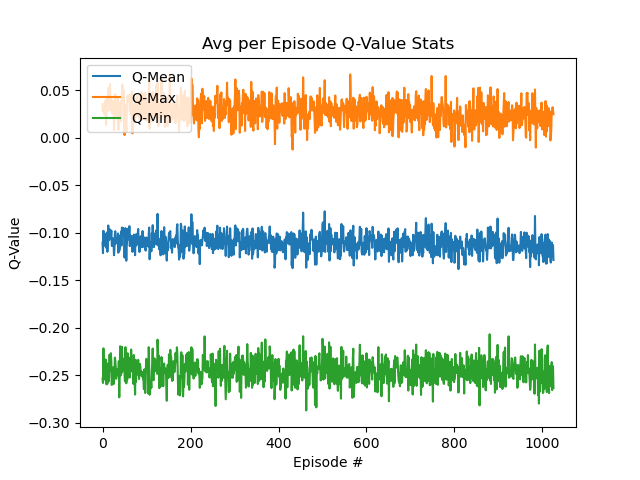 Avg per Episode Q-Value Stats
Q-Mean
Q-Max
Q-Min
Q-Value
0.05
0.00
−0.05
−0.10
−0.15
−0.20
−0.25
−0.30
0 200 400 600 800 1000
Episode #